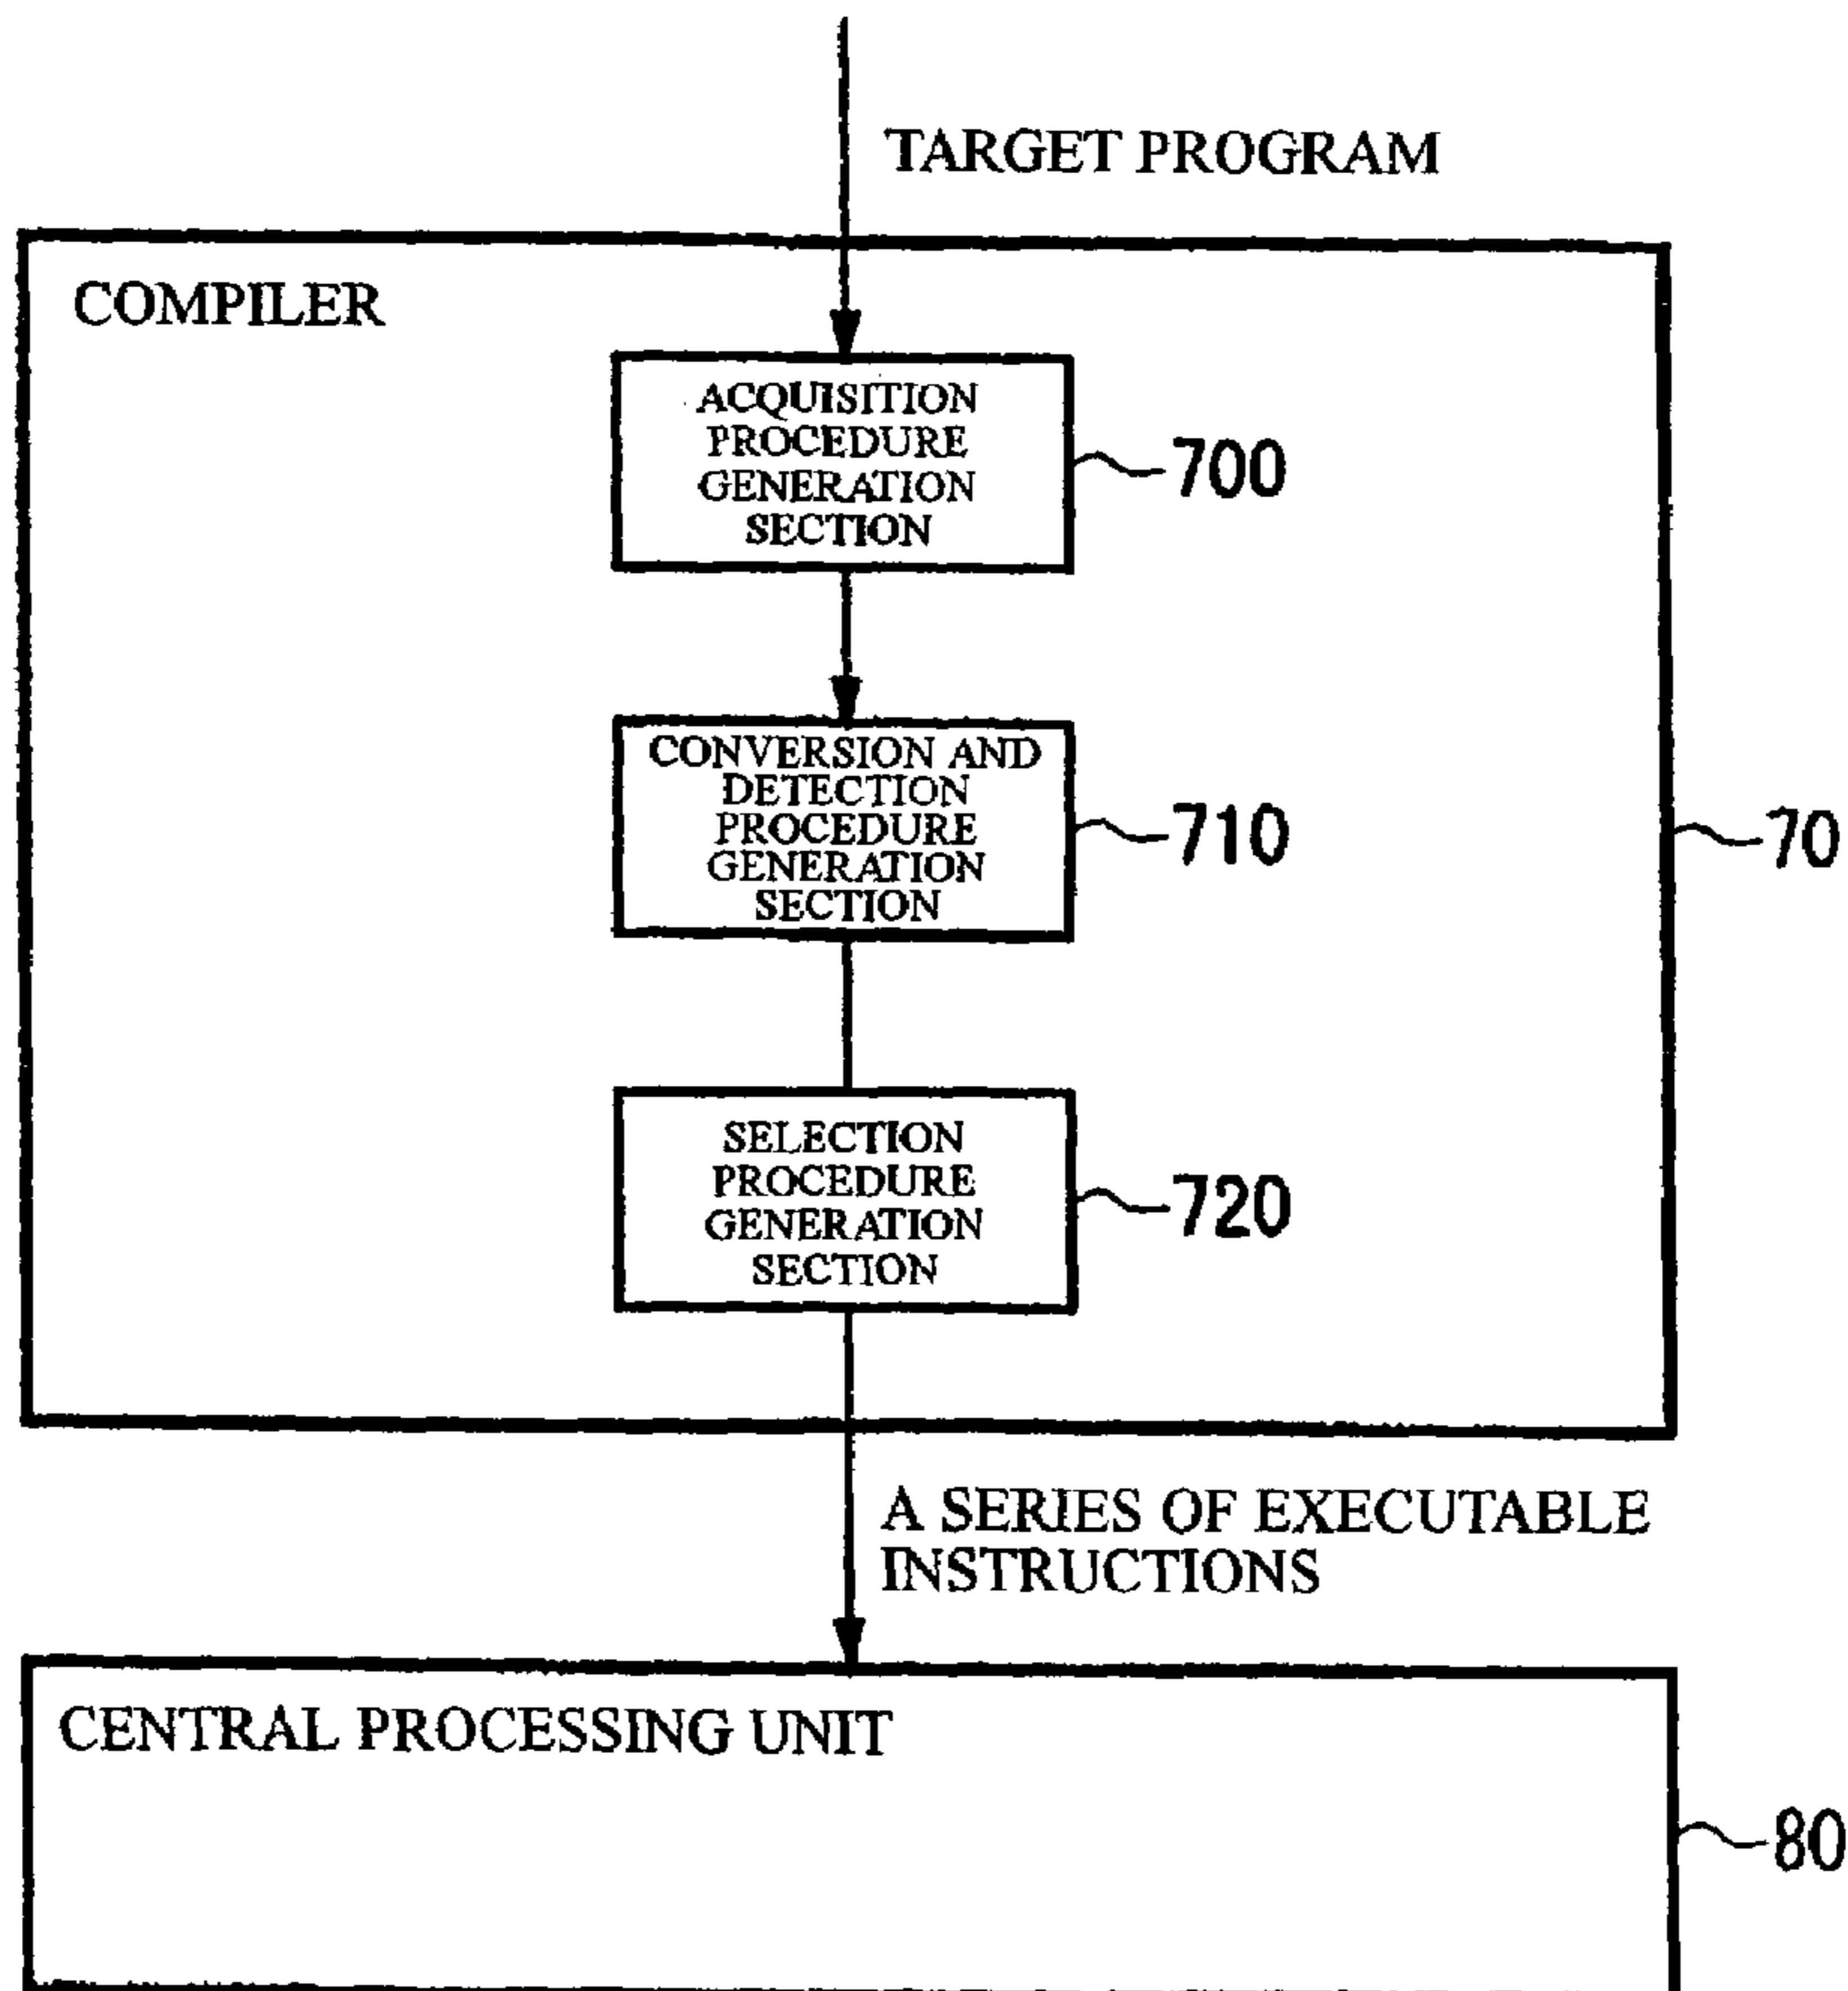 TARGET PROGRAM
COMPILER
ACQUISITION
PROCEDURE
GENERATION
SECTION
700
CONVERSION AND
DETECTION
PROCEDURE
GENERATION
SECTION
710
70
SELECTION
PROCEDURE
GENERATION
SECTION
720
A SERIES OF EXECUTABLE
INSTRUCTIONS
CENTRAL PROCESSING UNIT
80